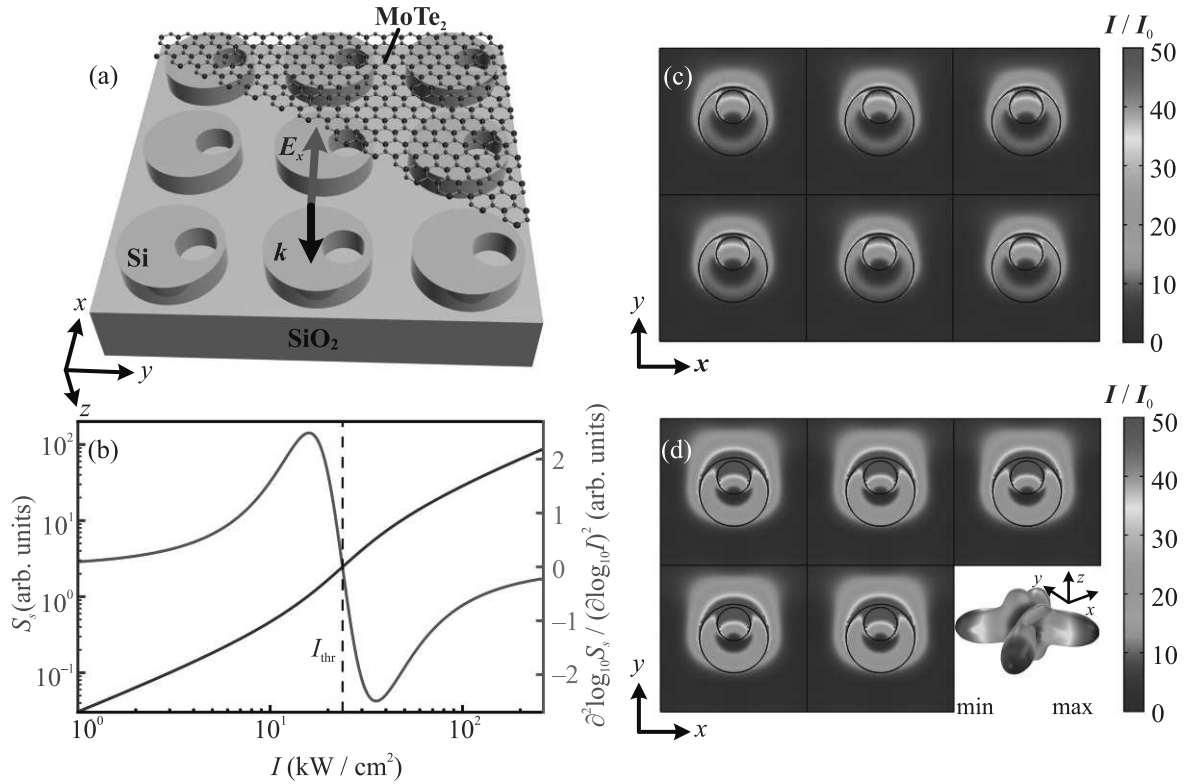 MoTe₂
(a)
Eₓ
k
Si
SiO₂
x
y
z
(b)
10²
10¹
10⁰
10⁻¹
Sₛ (arb. units)
2
1
0
−1
−2
∂²log₁₀Sₛ / (∂log₁₀I)² (arb. units)
Iₜₕᵣ
10⁰
10¹
10²
I (kW / cm²)
(c)
I / I₀
50
40
30
20
10
0
y
x
(d)
I / I₀
50
40
30
20
10
0
z
y
x
min
max
y
x